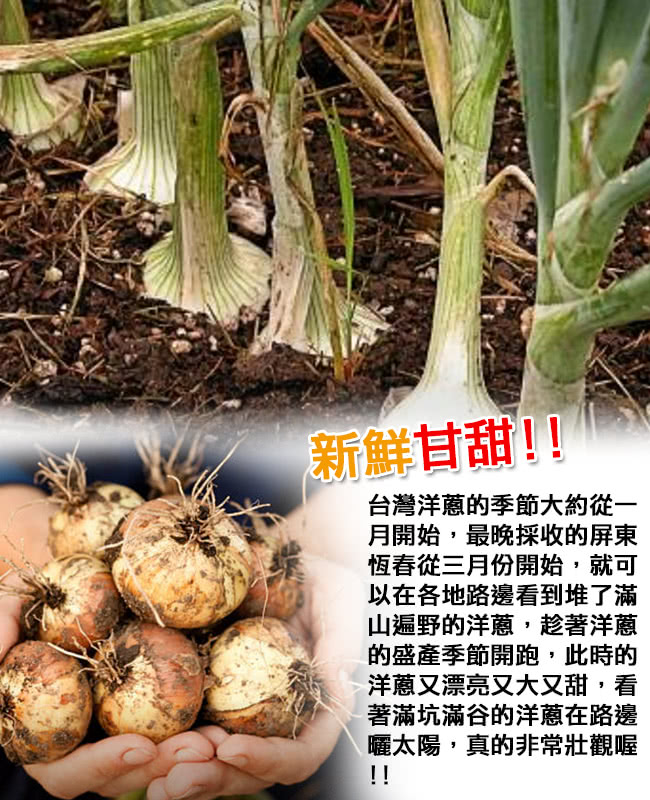 新鮮甘甜!!
台灣洋蔥的季節大約從一
月開始，最晚採收的屏東
恆春從三月份開始，就可
以在各地路邊看到堆了滿
山遍野的洋蔥，趁著洋蔥
的盛產季節開跑，此時的
洋蔥又漂亮又大又甜，看
著滿坑滿谷的洋蔥在路邊
曬太陽，真的非常壯觀喔
!!